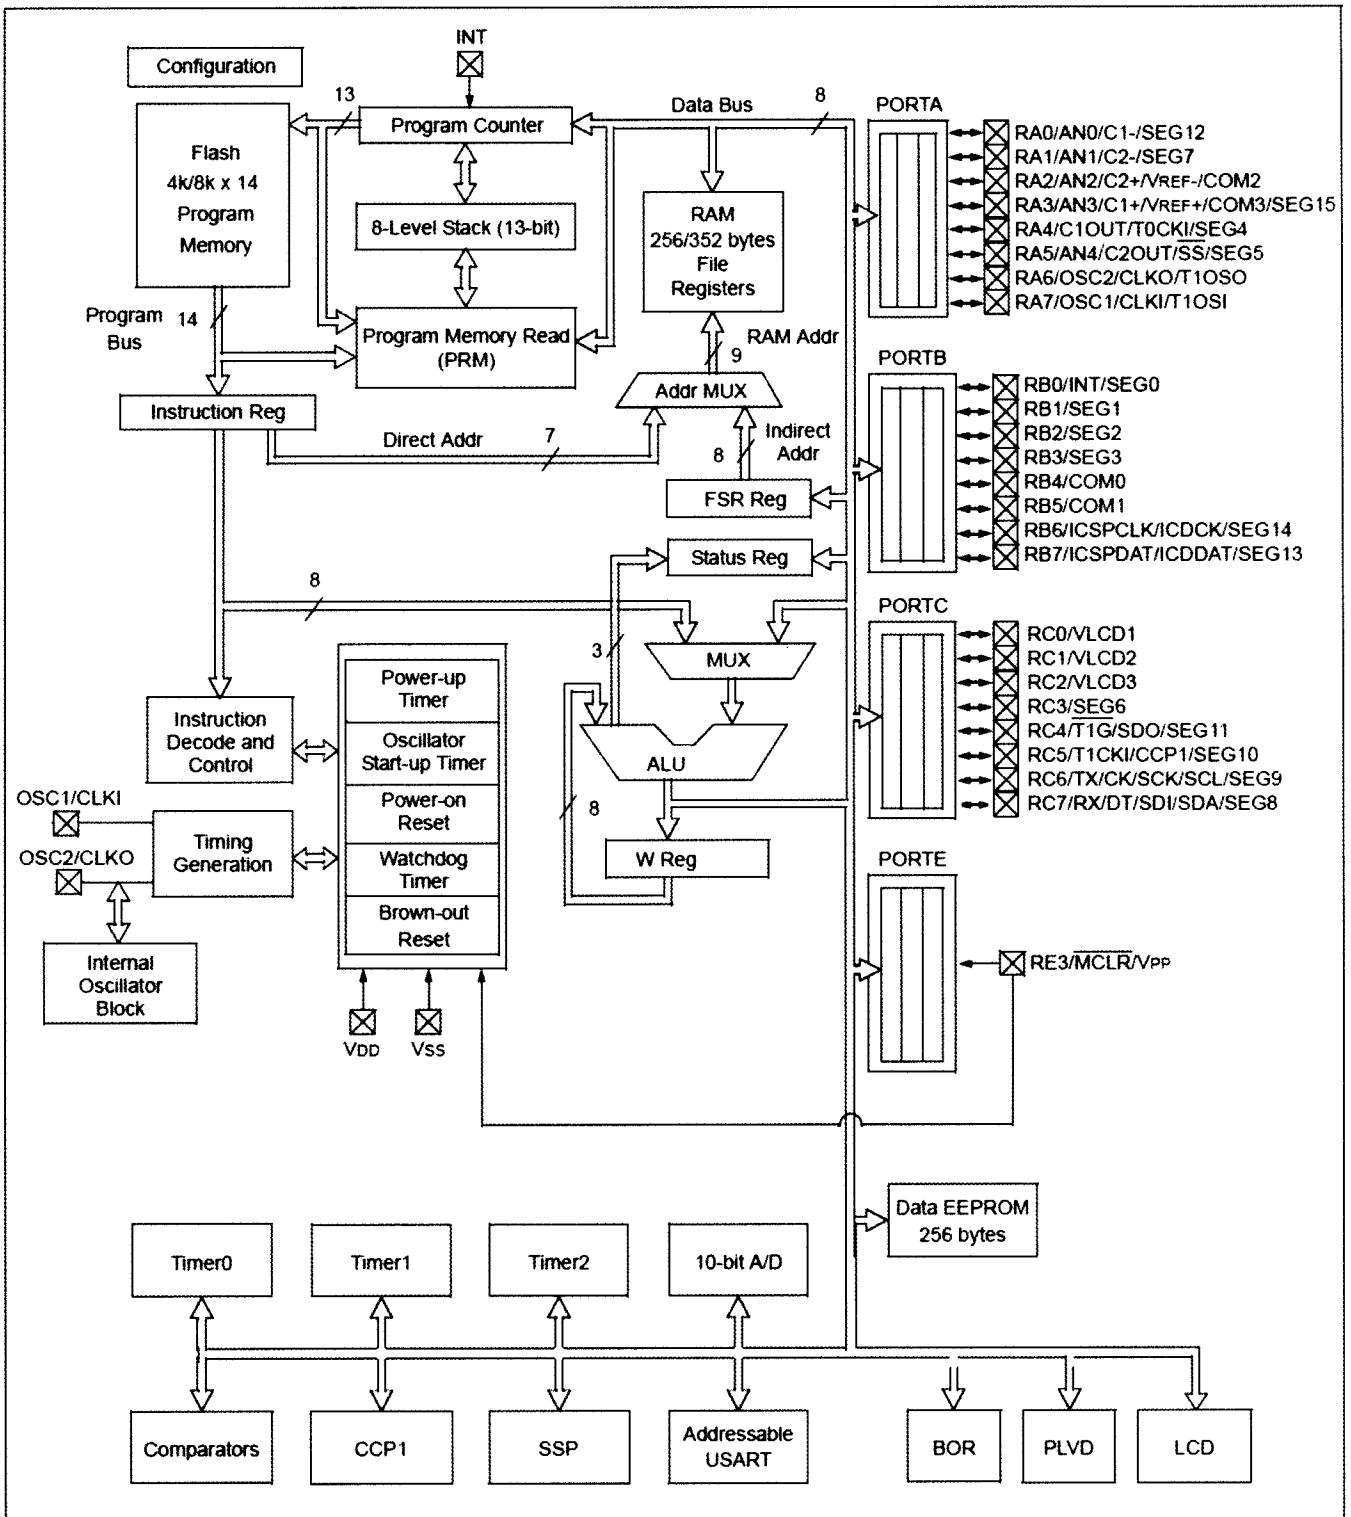 INT
Configuration
13
Data Bus
8
PORTA
Program Counter
Flash
4k/8k x 14
Program
Memory
8-Level Stack (13-bit)
RAM
256/352 bytes
File
Registers
RA0/AN0/C1-/SEG12
RA1/AN1/C2-/SEG7
RA2/AN2/C2+/VREF-/COM2
RA3/AN3/C1+/VREF+/COM3/SEG15
RA4/C1OUT/T0CKI/SEG4
RA5/AN4/C2OUT/SS/SEG5
RA6/OSC2/CLKO/T1OSO
RA7/OSC1/CLKI/T1OSI
Program
Bus
14
Program Memory Read
(PRM)
RAM Addr
9
PORTB
Addr MUX
Instruction Reg
Direct Addr
7
Indirect
Addr
8
FSR Reg
RB0/INT/SEG0
RB1/SEG1
RB2/SEG2
RB3/SEG3
RB4/COM0
RB5/COM1
RB6/ICSPCLK/ICDCK/SEG14
RB7/ICSPDAT/ICDDAT/SEG13
Status Reg
8
PORTC
3
MUX
RC0/VLCD1
RC1/VLCD2
RC2/VLCD3
RC3/SEG6
RC4/T1G/SDO/SEG11
RC5/T1CKI/CCP1/SEG10
RC6/TX/CK/SCK/SCL/SEG9
RC7/RX/DT/SDI/SDA/SEG8
Power-up
Timer
Instruction
Decode and
Control
Oscillator
Start-up Timer
ALU
OSC1/CLKI
Power-on
Reset
8
Timing
Generation
OSC2/CLKO
Watchdog
Timer
W Reg
PORTE
Brown-out
Reset
Internal
Oscillator
Block
RE3/MCLR/VPP
VDD
VSS
Data EEPROM
256 bytes
Timer0
Timer1
Timer2
10-bit A/D
Comparators
CCP1
SSP
Addressable
USART
BOR
PLVD
LCD